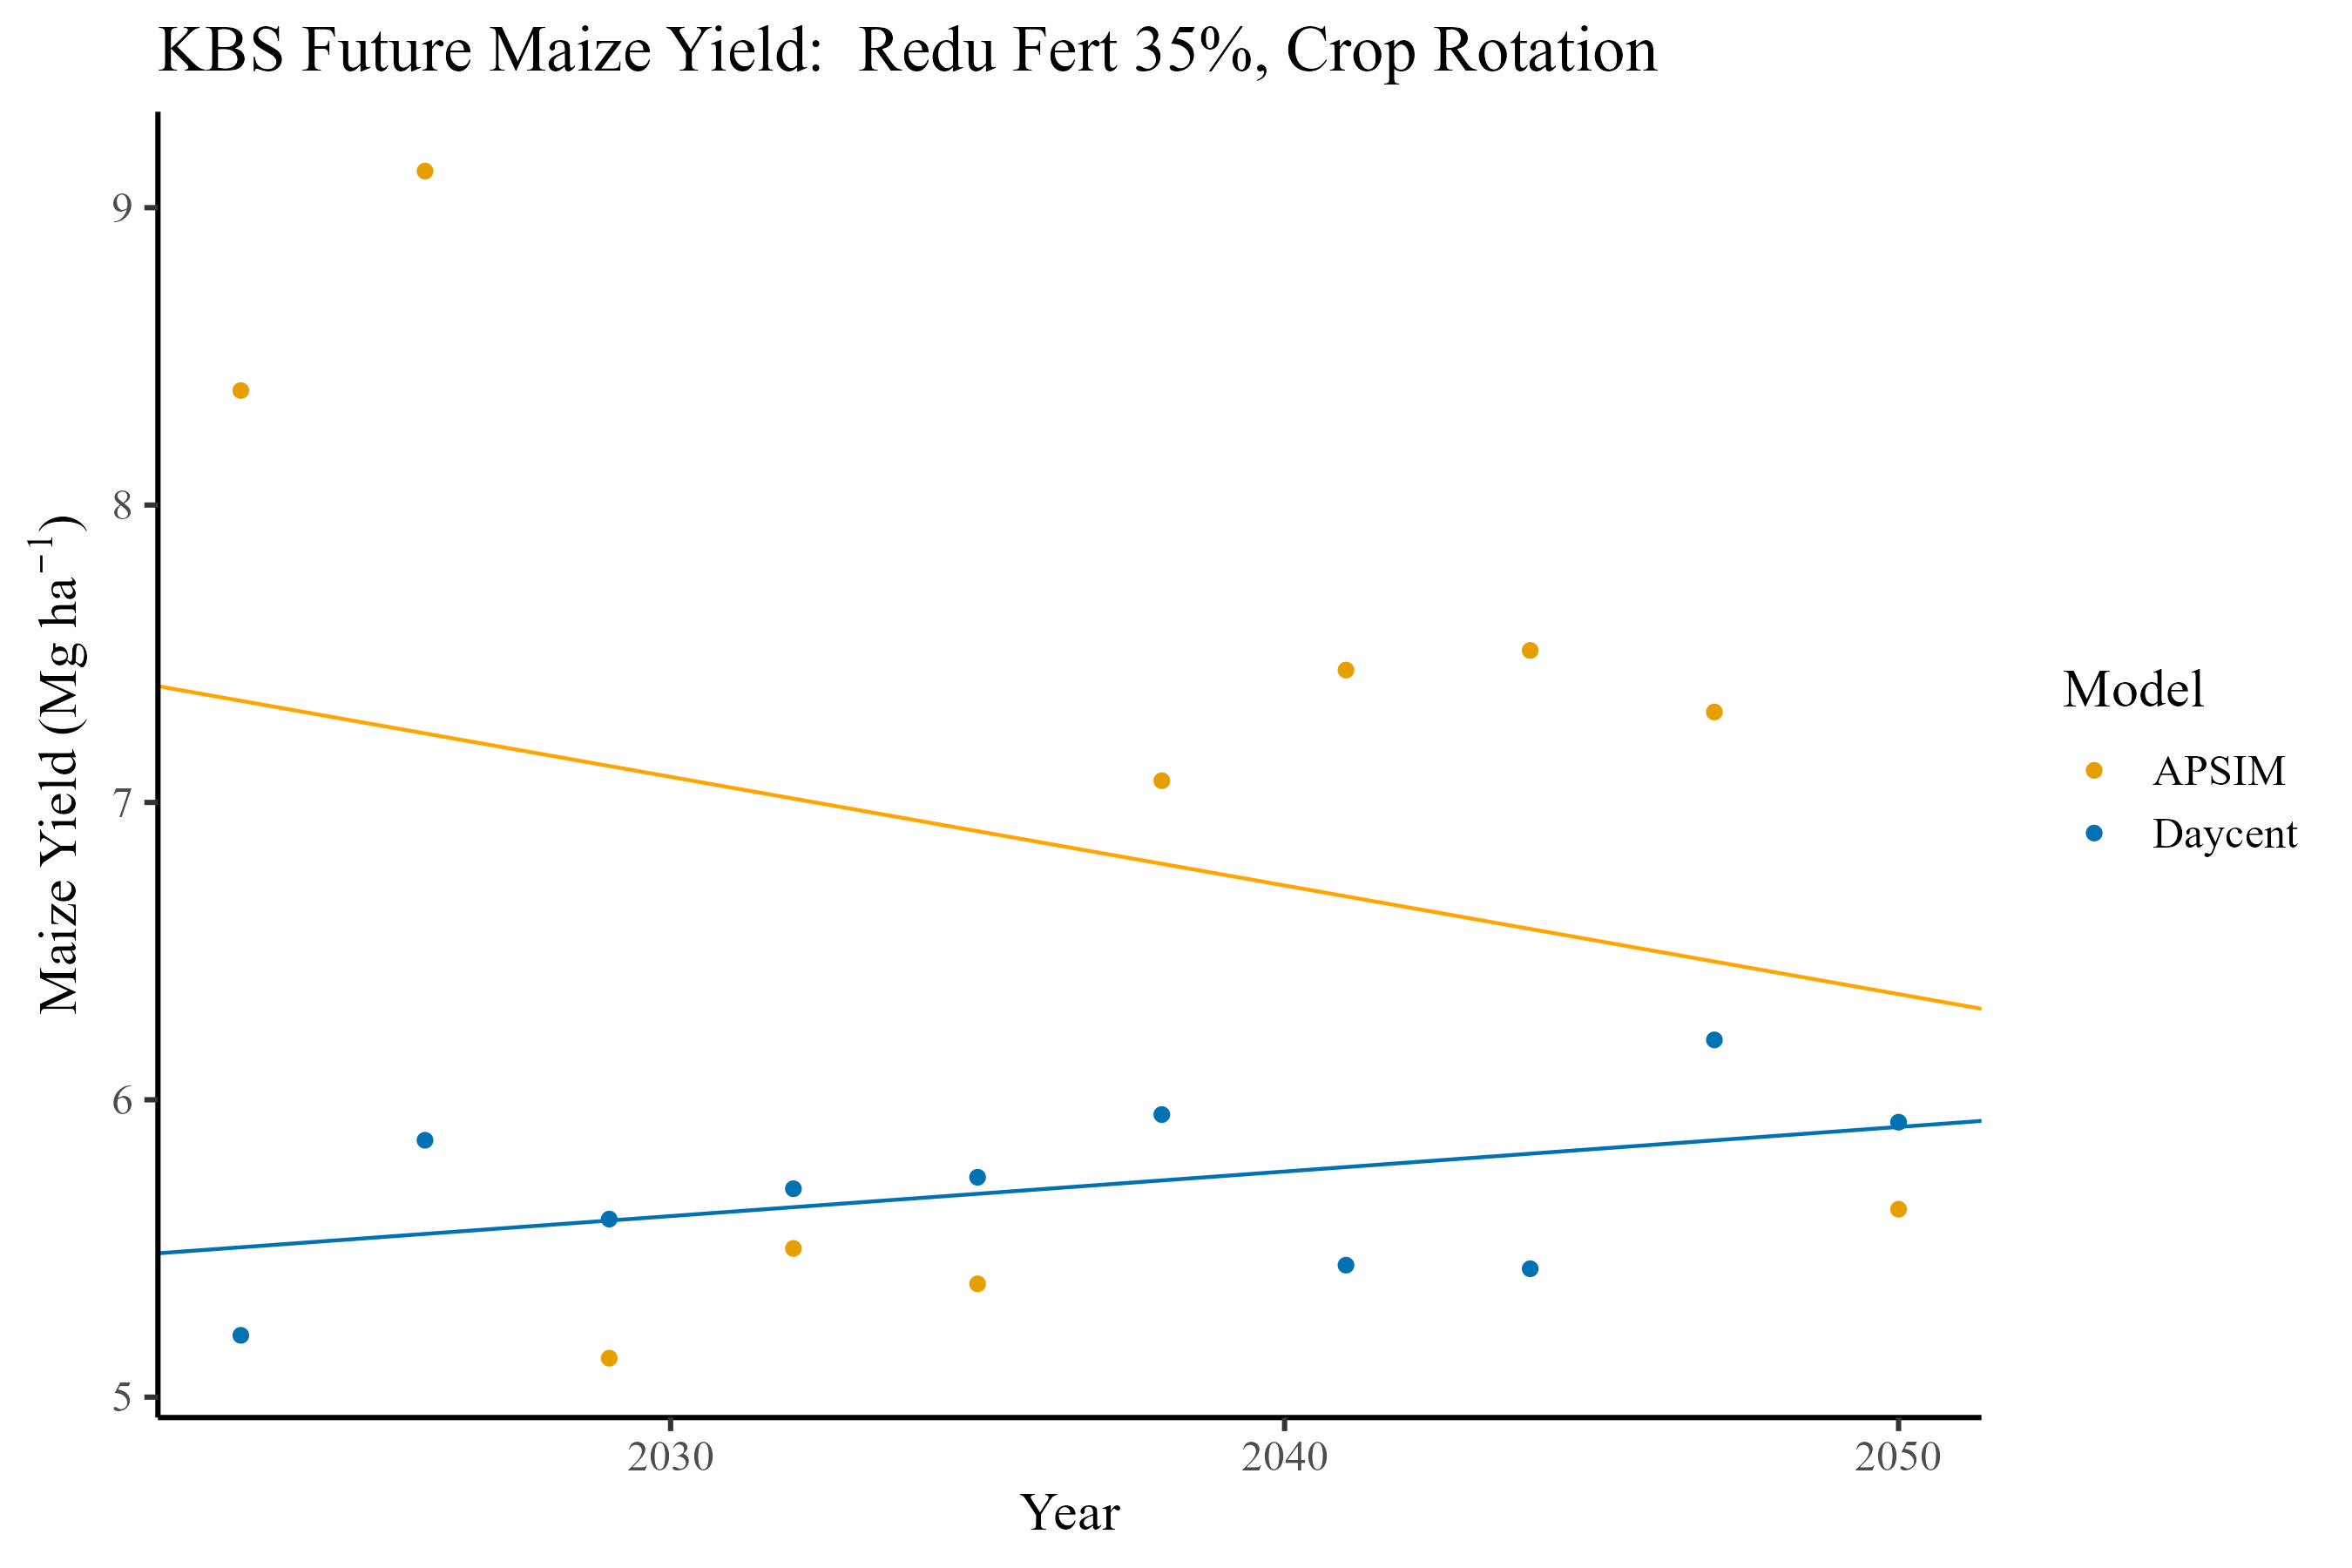 KBS Future Maize Yield:  Redu Fert 35%, Crop Rotation
Maize Yield (Mg ha⁻¹)
9
8
7
6
5
2030
2040
2050
Year
Model
APSIM
Daycent